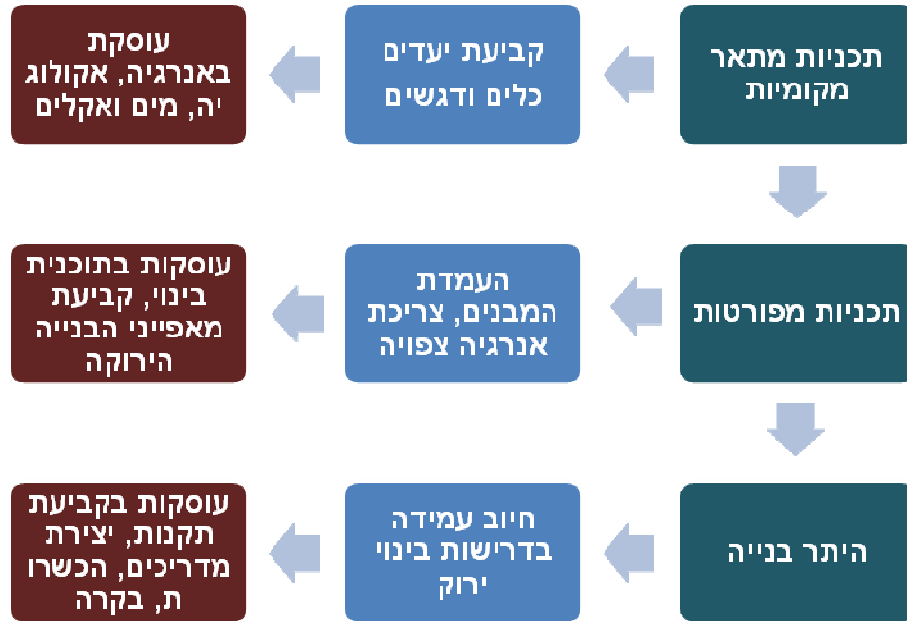 תכניות מתאר
מקומיות
קביעת יעדים
כלים ודגשים
עוסקת
באנרגיה, אקולוג
יה, מים ואקלים
תכניות מפורטות
העמדת
המבנים, צריכת
אנרגיה צפויה
עוסקות בתוכנית
בינוי, קביעת
מאפייני הבנייה
הירוקה
היתר בנייה
חיוב עמידה
בדרישות בינוי
ירוק
עוסקות בקביעת
תקנות, יצירת
מדריכים, הכשרו
ת, בקרה